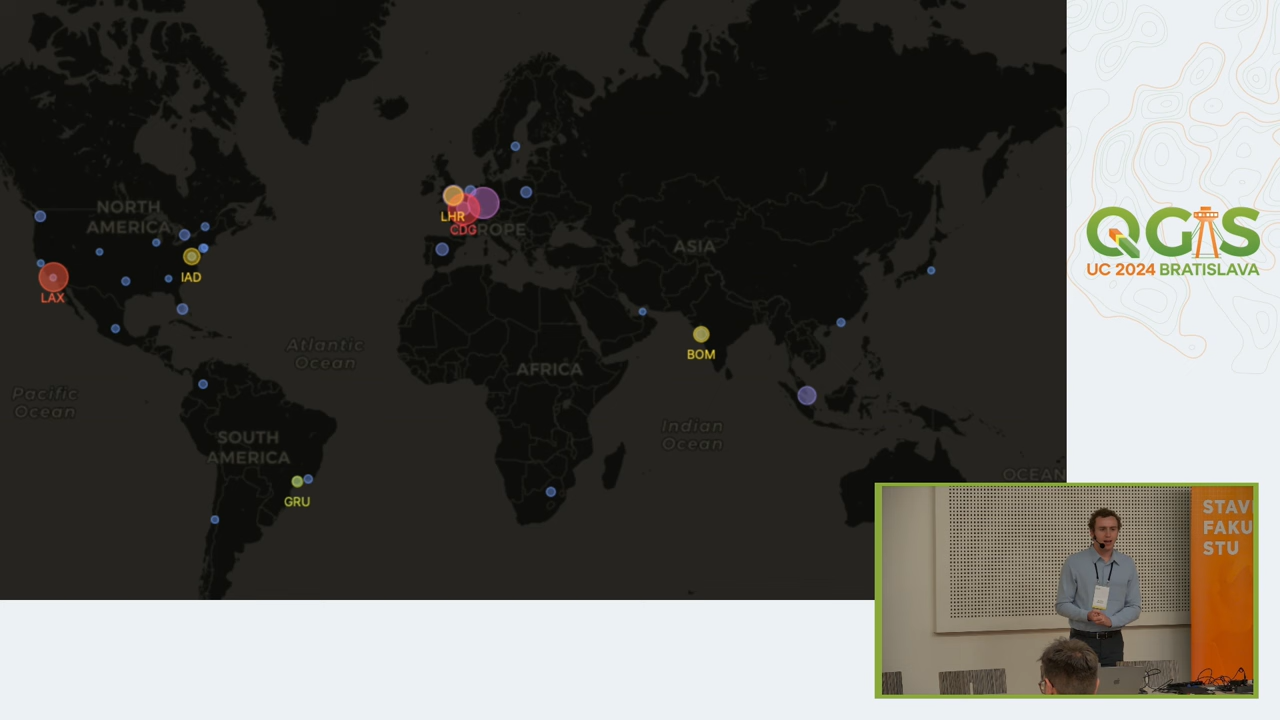 NORTH
AMERICA
LAX
IAD
Atlantic
Ocean
Pacific
Ocean
SOUTH
AMERICA
GRU
LHR
CDG
ROPE
ASIA
AFRICA
BOM
Indian
Ocean
OCEAN
QGIS
UC 2024 BRATISLAVA
STAV
FAKU
STU